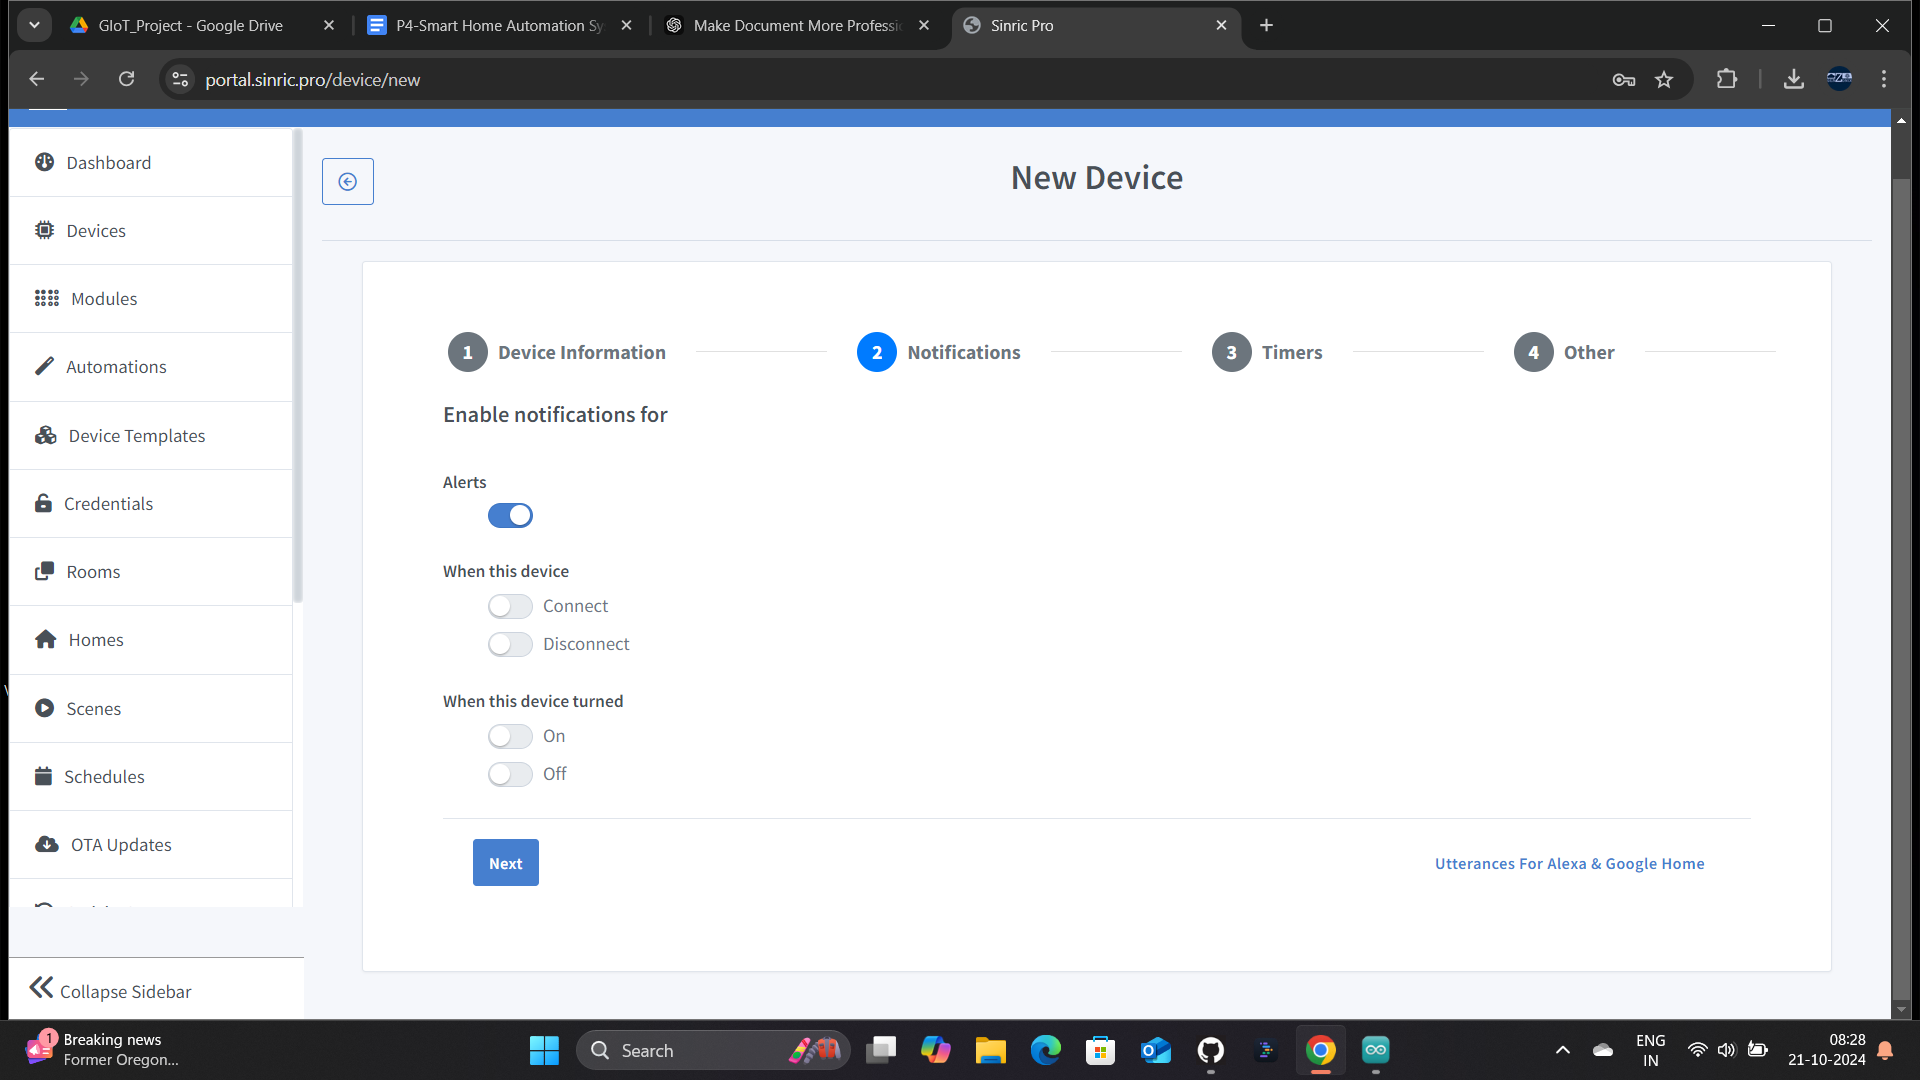 GIoT_Project - Google Drive
P4-Smart Home Automation Sy
Make Document More Professi
Sinric Pro
portal.sinric.pro/device/new
Dashboard
Devices
Modules
Automations
Device Templates
Credentials
Rooms
Homes
Scenes
Schedules
OTA Updates
Collapse Sidebar
New Device
1 Device Information
2 Notifications
3 Timers
4 Other
Enable notifications for
Alerts
When this device
Connect
Disconnect
When this device turned
On
Off
Next
Utterances For Alexa & Google Home
1
Breaking news
Former Oregon...
Search
ENG
IN
08:28
21-10-2024